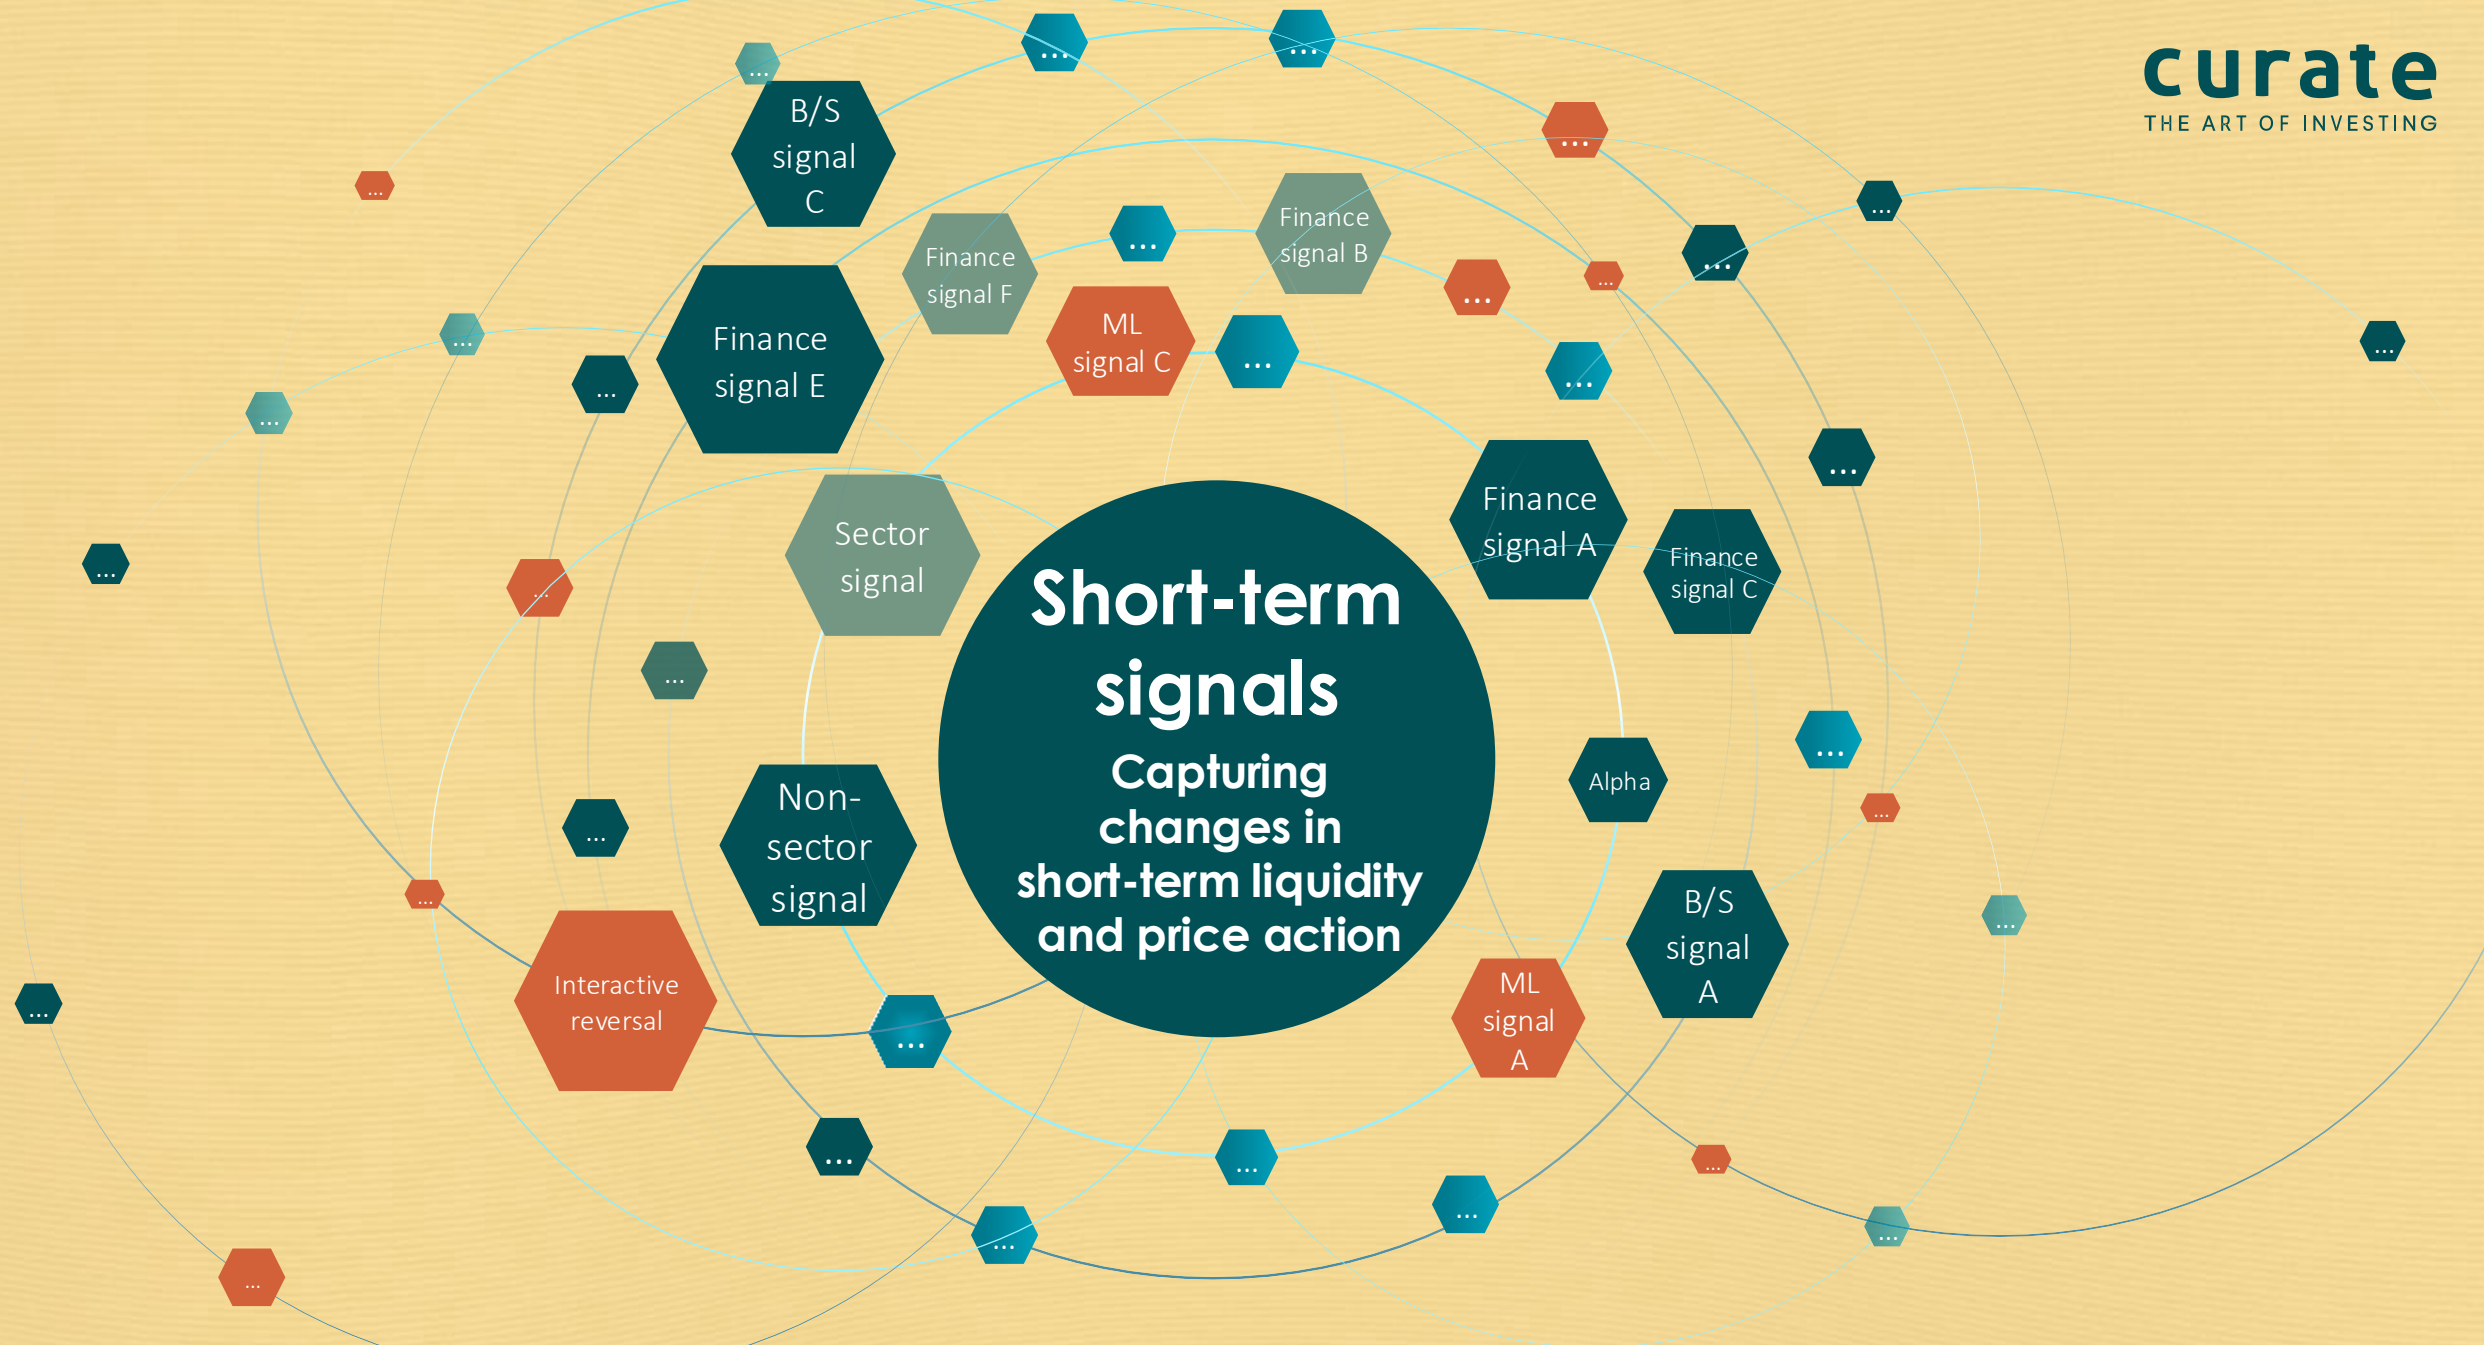 curate
THE ART OF INVESTING
...
...
...
...
B/S
signal
C
...
...
...
Finance
signal B
Finance
signal F
...
...
...
...
...
ML
signal C
...
Finance
signal E
...
...
...
...
...
...
Finance
signal A
Sector
signal
Finance
signal C
...
...
...
Short-term
signals
Capturing
changes in
short-term liquidity
and price action
...
Alpha
Non-
sector
signal
...
...
...
B/S
signal
A
...
Interactive
reversal
ML
signal
A
...
...
...
...
...
...
...
...
...